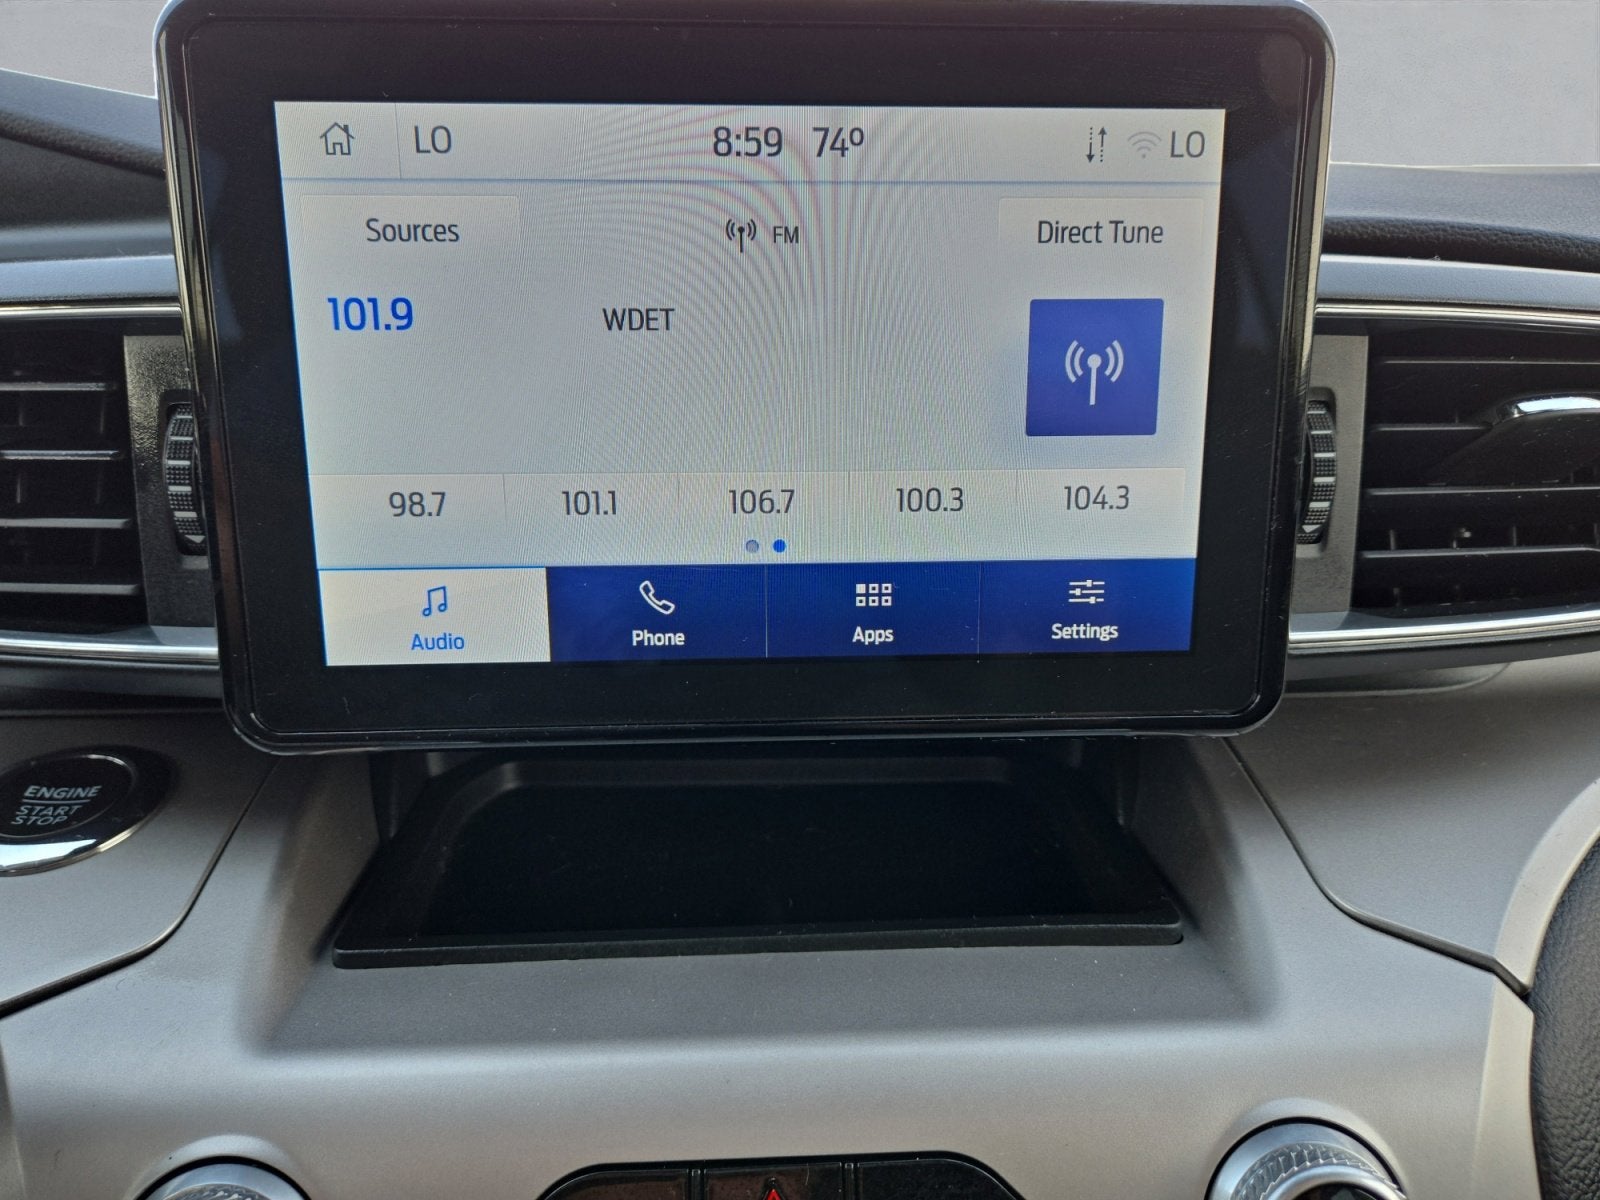 LO 8:59 74° LO
Sources FM Direct Tune
101.9 WDET
98.7 101.1 106.7 100.3 104.3
Audio Phone Apps Settings
ENGINE
START
STOP